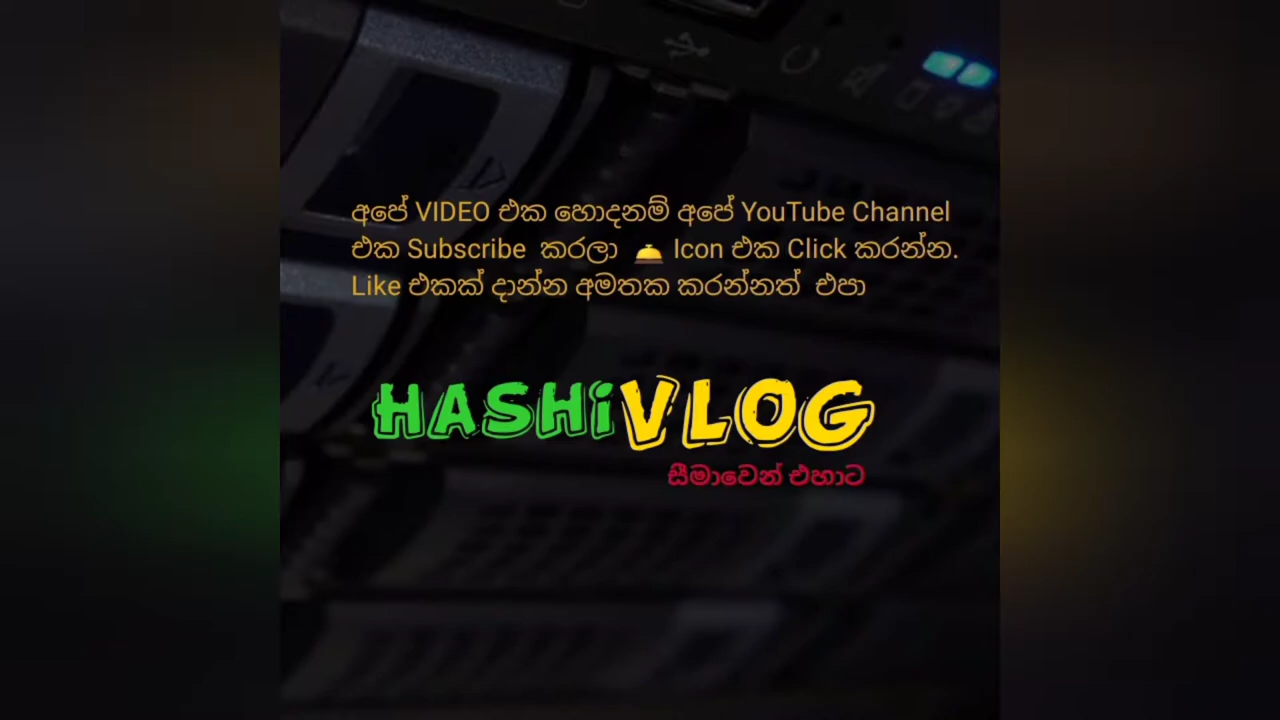 අපේ VIDEO එක හොදනම් අපේ YouTube Channel
එක Subscribe කරලා 🛎️ Icon එක Click කරන්න.
Like එකක් දාන්න අමතක කරන්නත් එපා
HASHiVLOG
සීමාවෙන් එහාට